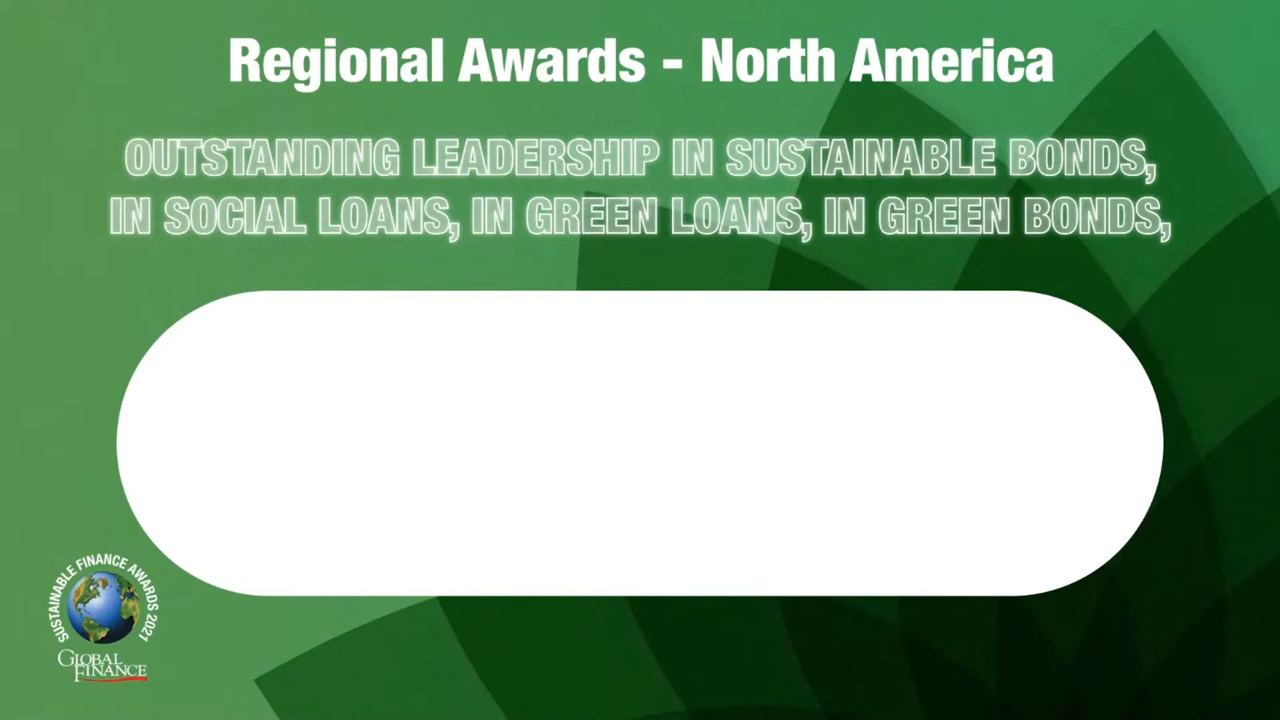 Regional Awards - North America
OUTSTANDING LEADERSHIP IN SUSTAINABLE BONDS,
IN SOCIAL LOANS, IN GREEN LOANS, IN GREEN BONDS,
SUSTAINABLE FINANCE AWARDS 2021
GLOBAL
FINANCE